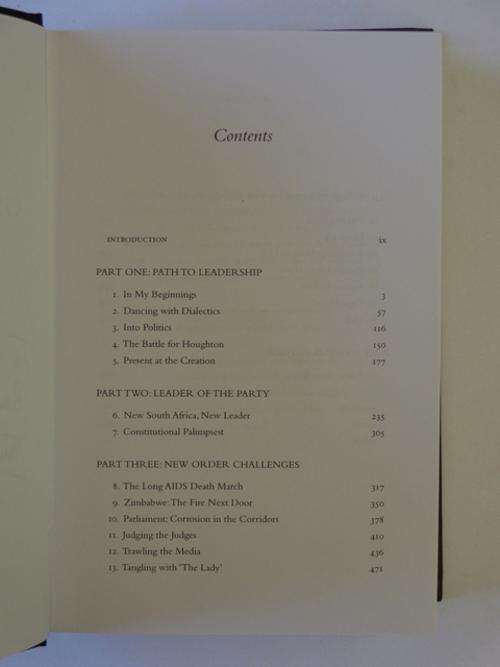 Contents
INTRODUCTION ix
PART ONE: PATH TO LEADERSHIP
1. In My Beginnings 3
2. Dancing with Dialectics 57
3. Into Politics 116
4. The Battle for Houghton 150
5. Present at the Creation 177
PART TWO: LEADER OF THE PARTY
6. New South Africa, New Leader 235
7. Constitutional Palimpsest 305
PART THREE: NEW ORDER CHALLENGES
8. The Long AIDS Death March 317
9. Zimbabwe: The Fire Next Door 350
10. Parliament: Corrosion in the Corridors 378
11. Judging the Judges 410
12. Trawling the Media 436
13. Tangling with 'The Lady' 471